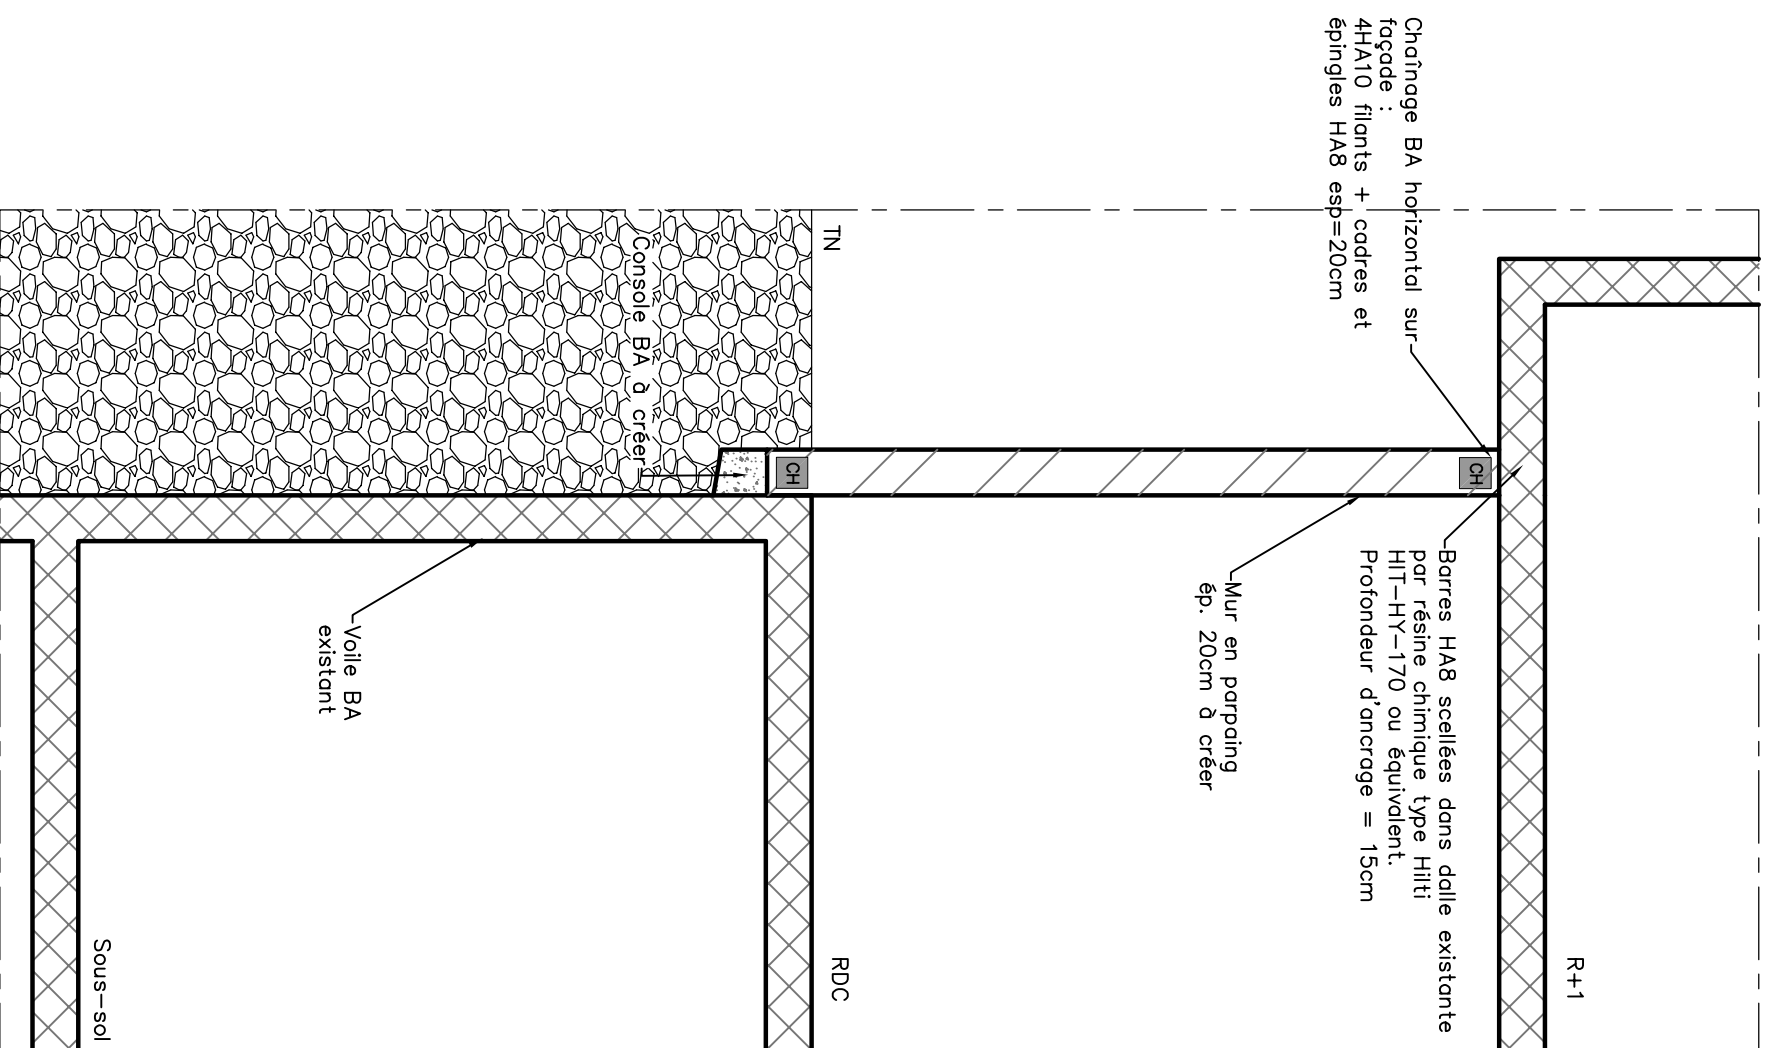 Chaînage BA horizontal sur
façade :
4HA10 filants + cadres et
épingles HA8 esp=20cm
R+1
CH
Barres HA8 scellées dans dalle existante
par résine chimique type Hilti
HIT-HY-170 ou équivalent.
Profondeur d'ancrage = 15cm
Mur en parpaing
ép. 20cm à créer
TN
RDC
CH
Console BA à créer
Voile BA
existant
Sous-sol